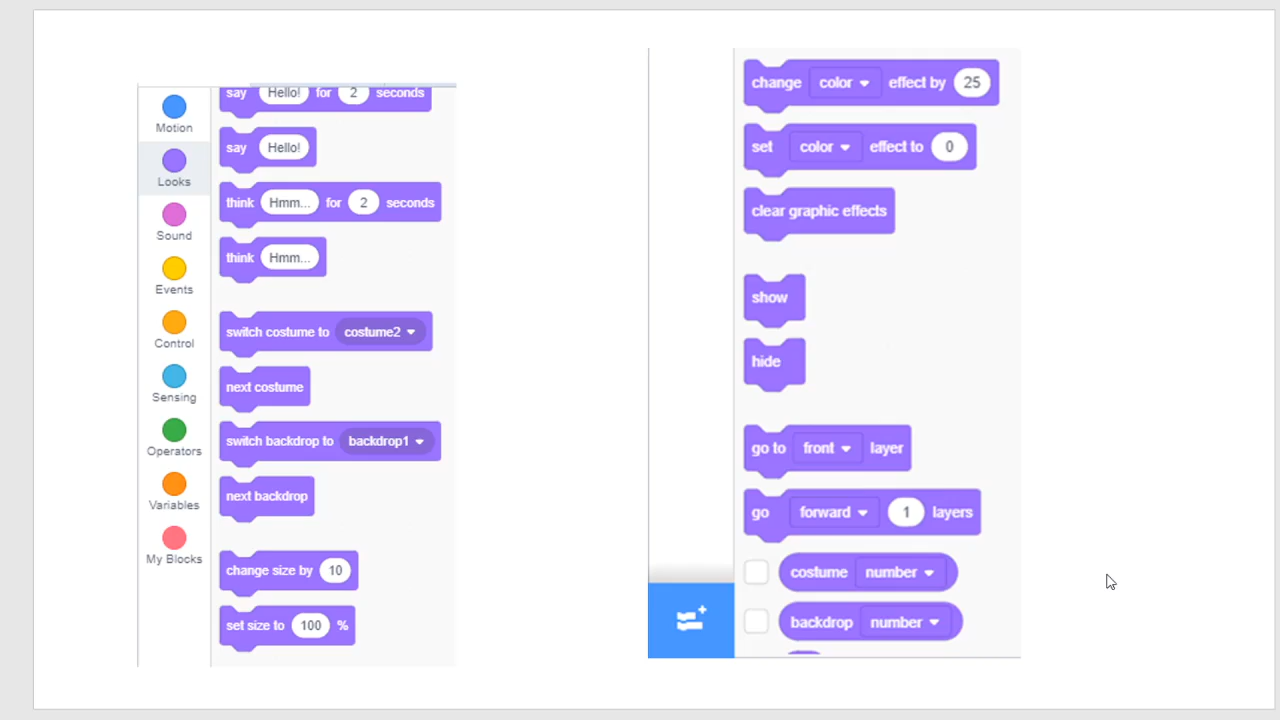 Motion
Looks
Sound
Events
Control
Sensing
Operators
Variables
My Blocks
say Hello! for 2 seconds
say Hello!
think Hmm... for 2 seconds
think Hmm...
switch costume to costume2
next costume
switch backdrop to backdrop1
next backdrop
change size by 10
set size to 100 %
change color effect by 25
set color effect to 0
clear graphic effects
show
hide
go to front layer
go forward 1 layers
costume number
backdrop number